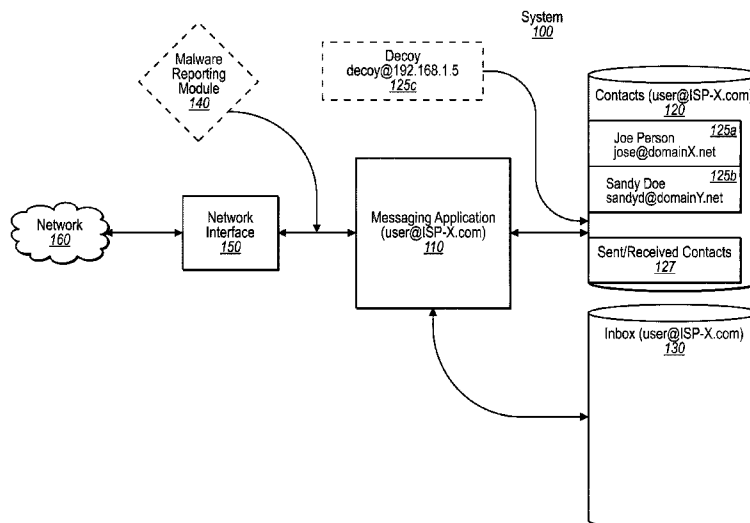 System
100
Malware
Reporting
Module
140
Decoy
decoy@192.168.1.5
125c
Contacts (user@ISP-X.com)
120
125a
Joe Person
jose@domainX.net
125b
Sandy Doe
sandyd@domainY.net
Sent/Received Contacts
127
Network
160
Network
Interface
150
Messaging Application
(user@ISP-X.com)
110
Inbox (user@ISP-X.com)
130